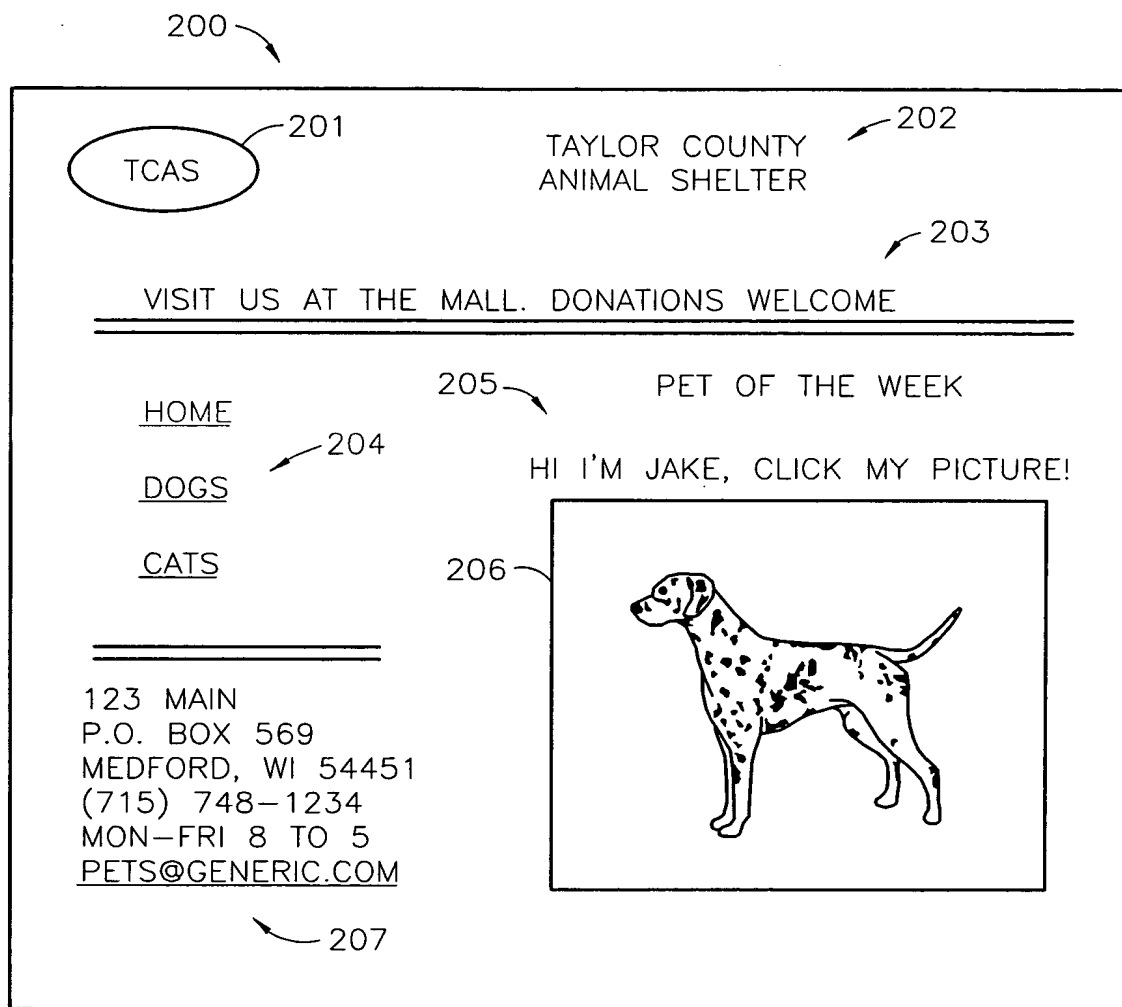 200
201
TCAS
TAYLOR COUNTY
ANIMAL SHELTER
202
203
VISIT US AT THE MALL. DONATIONS WELCOME
HOME
DOGS
CATS
204
205
PET OF THE WEEK
HI I'M JAKE, CLICK MY PICTURE!
206
123 MAIN
P.O. BOX 569
MEDFORD, WI 54451
(715) 748-1234
MON-FRI 8 TO 5
PETS@GENERIC.COM
207